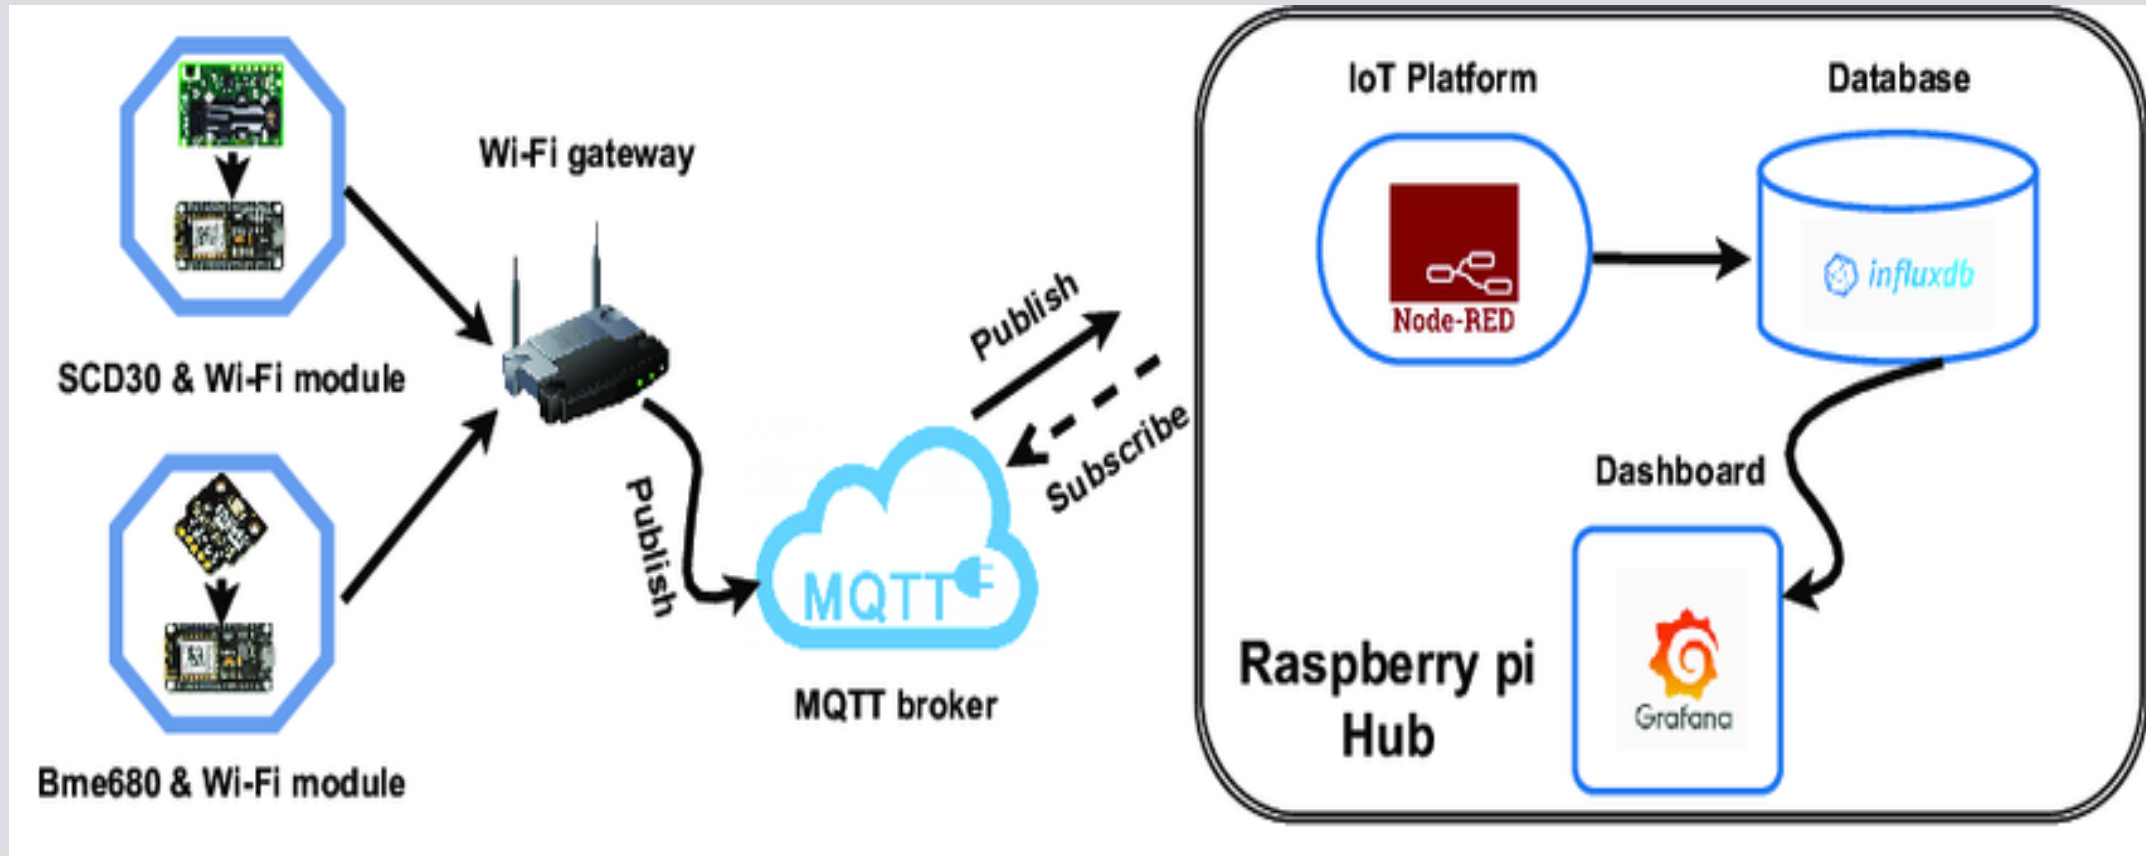 IoT Platform
Database
Wi-Fi gateway
influxdb
Node-RED
Publish
SCD30 & Wi-Fi module
Subscribe
Dashboard
Publish
MQTT
Raspberry pi
Hub
MQTT broker
Grafana
Bme680 & Wi-Fi module